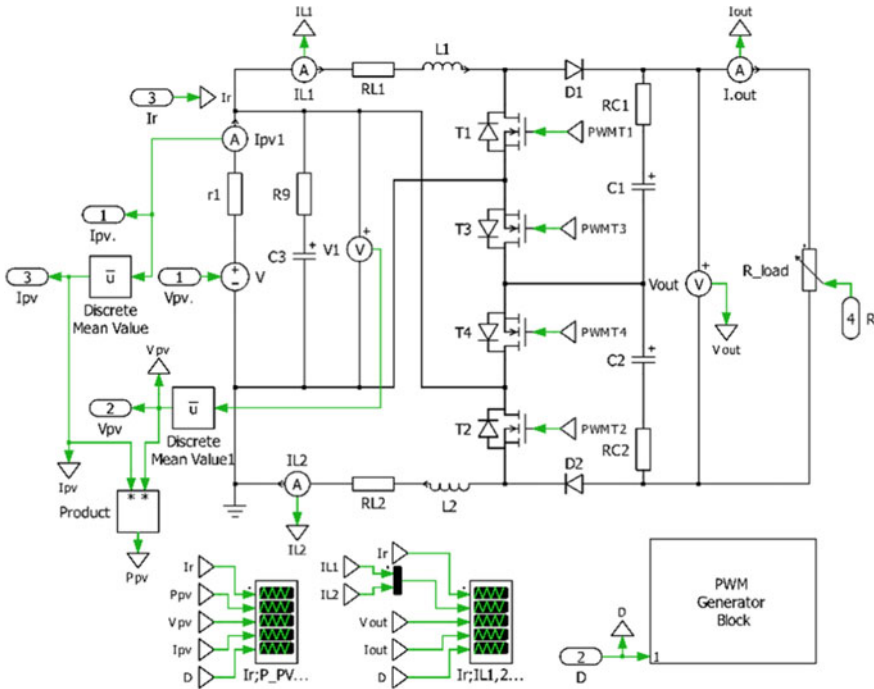 IL1
Iout
A
IL1
RL1
L1
D1
A
I.out
3
Ir
Ir
A
Ipv1
RC1
T1
PWMT1
r1
R9
C1
+
1
Ipv.
T3
PWMT3
3
Ipv
u
Discrete
Mean Value
1
Vpv.
V
C3
+
V1
V
+
Vout
V
+
R_load
4
R
Vout
T4
PWMT4
C2
+
Vpv
2
Vpv
u
Discrete
Mean Value1
T2
PWMT2
RC2
IL2
A
RL2
L2
D2
Ipv
Product
* *
Ppv
IL2
Ir
Ppv
Vpv
Ipv
D
Ir;P_PV...
Ir
IL1
IL2
Vout
Iout
D
Ir;IL1,2...
D
2
D
1
PWM
Generator
Block